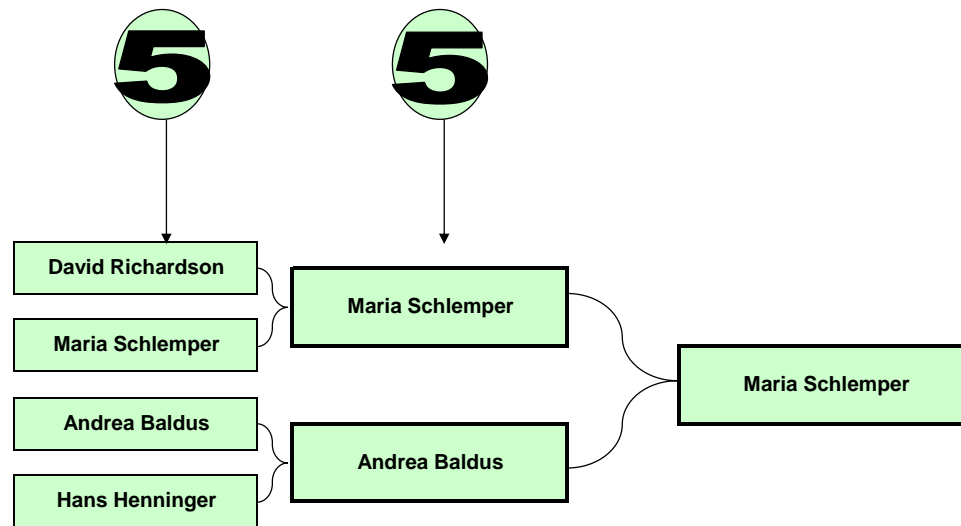 5
5
David Richardson
Maria Schlemper
Andrea Baldus
Hans Henninger
Maria Schlemper
Andrea Baldus
Maria Schlemper